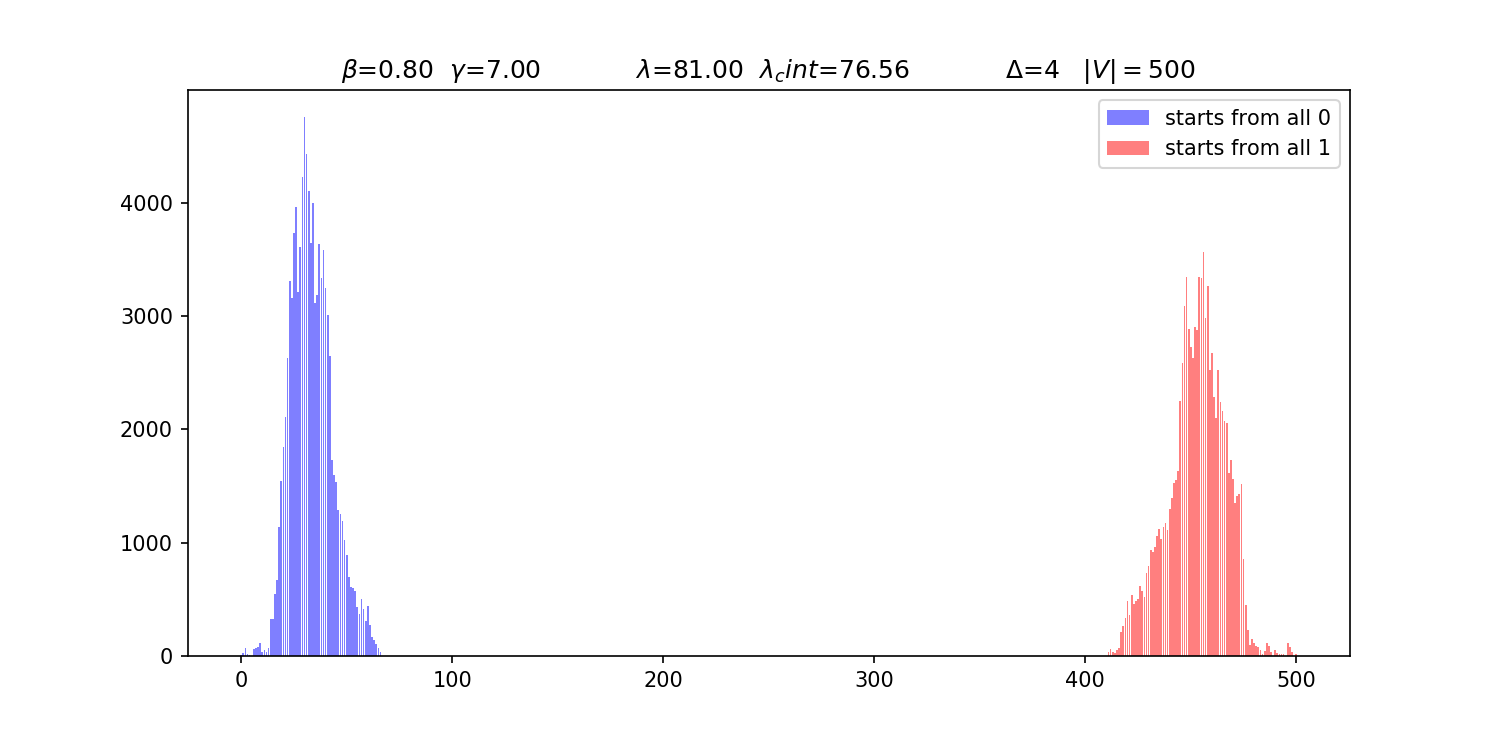 β=0.80 γ=7.00 λ=81.00 λ_cint=76.56 Δ=4 |V| = 500
starts from all 0
starts from all 1
4000
3000
2000
1000
0
0 100 200 300 400 500